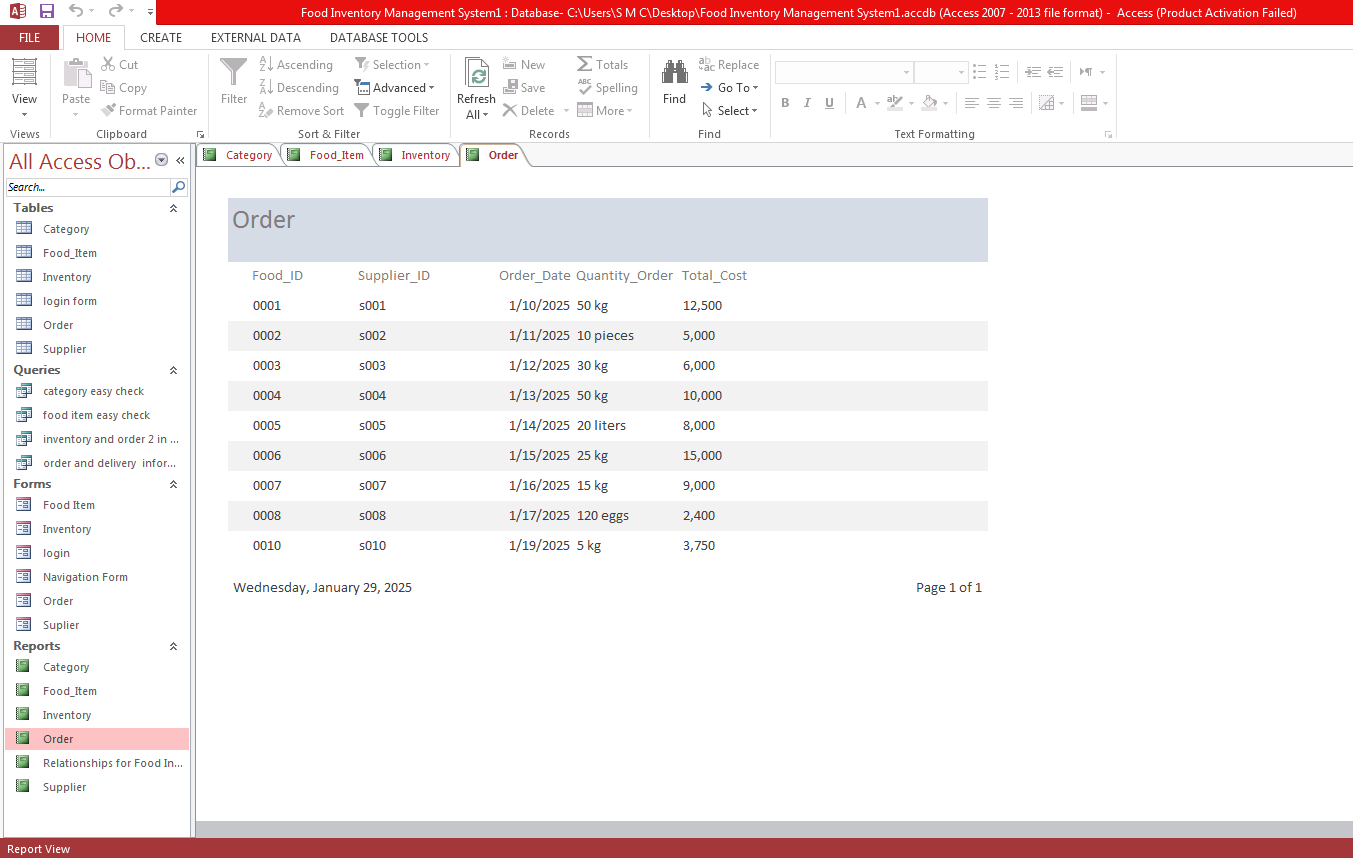 Food Inventory Management System1 : Database- C:\Users\S M C\Desktop\Food Inventory Management System1.accdb (Access 2007 - 2013 file format) - Access (Product Activation Failed)
FILE HOME CREATE EXTERNAL DATA DATABASE TOOLS
View
Views
Paste
Cut
Copy
Format Painter
Clipboard
Filter
Ascending
Descending
Remove Sort
Selection
Advanced
Toggle Filter
Sort & Filter
Refresh
All
New
Save
Delete
Totals
Spelling
More
Records
Find
Replace
Go To
Select
Find
B I U A
Text Formatting
All Access Ob...
Search...
Tables
Category
Food_Item
Inventory
login form
Order
Supplier
Queries
category easy check
food item easy check
inventory and order 2 in ...
order and delivery infor...
Forms
Food Item
Inventory
login
Navigation Form
Order
Suplier
Reports
Category
Food_Item
Inventory
Order
Relationships for Food In...
Supplier
Category Food_Item Inventory Order
Order
Food_ID Supplier_ID Order_Date Quantity_Order Total_Cost
0001 s001 1/10/2025 50 kg 12,500
0002 s002 1/11/2025 10 pieces 5,000
0003 s003 1/12/2025 30 kg 6,000
0004 s004 1/13/2025 50 kg 10,000
0005 s005 1/14/2025 20 liters 8,000
0006 s006 1/15/2025 25 kg 15,000
0007 s007 1/16/2025 15 kg 9,000
0008 s008 1/17/2025 120 eggs 2,400
0010 s010 1/19/2025 5 kg 3,750
Wednesday, January 29, 2025 Page 1 of 1
Report View